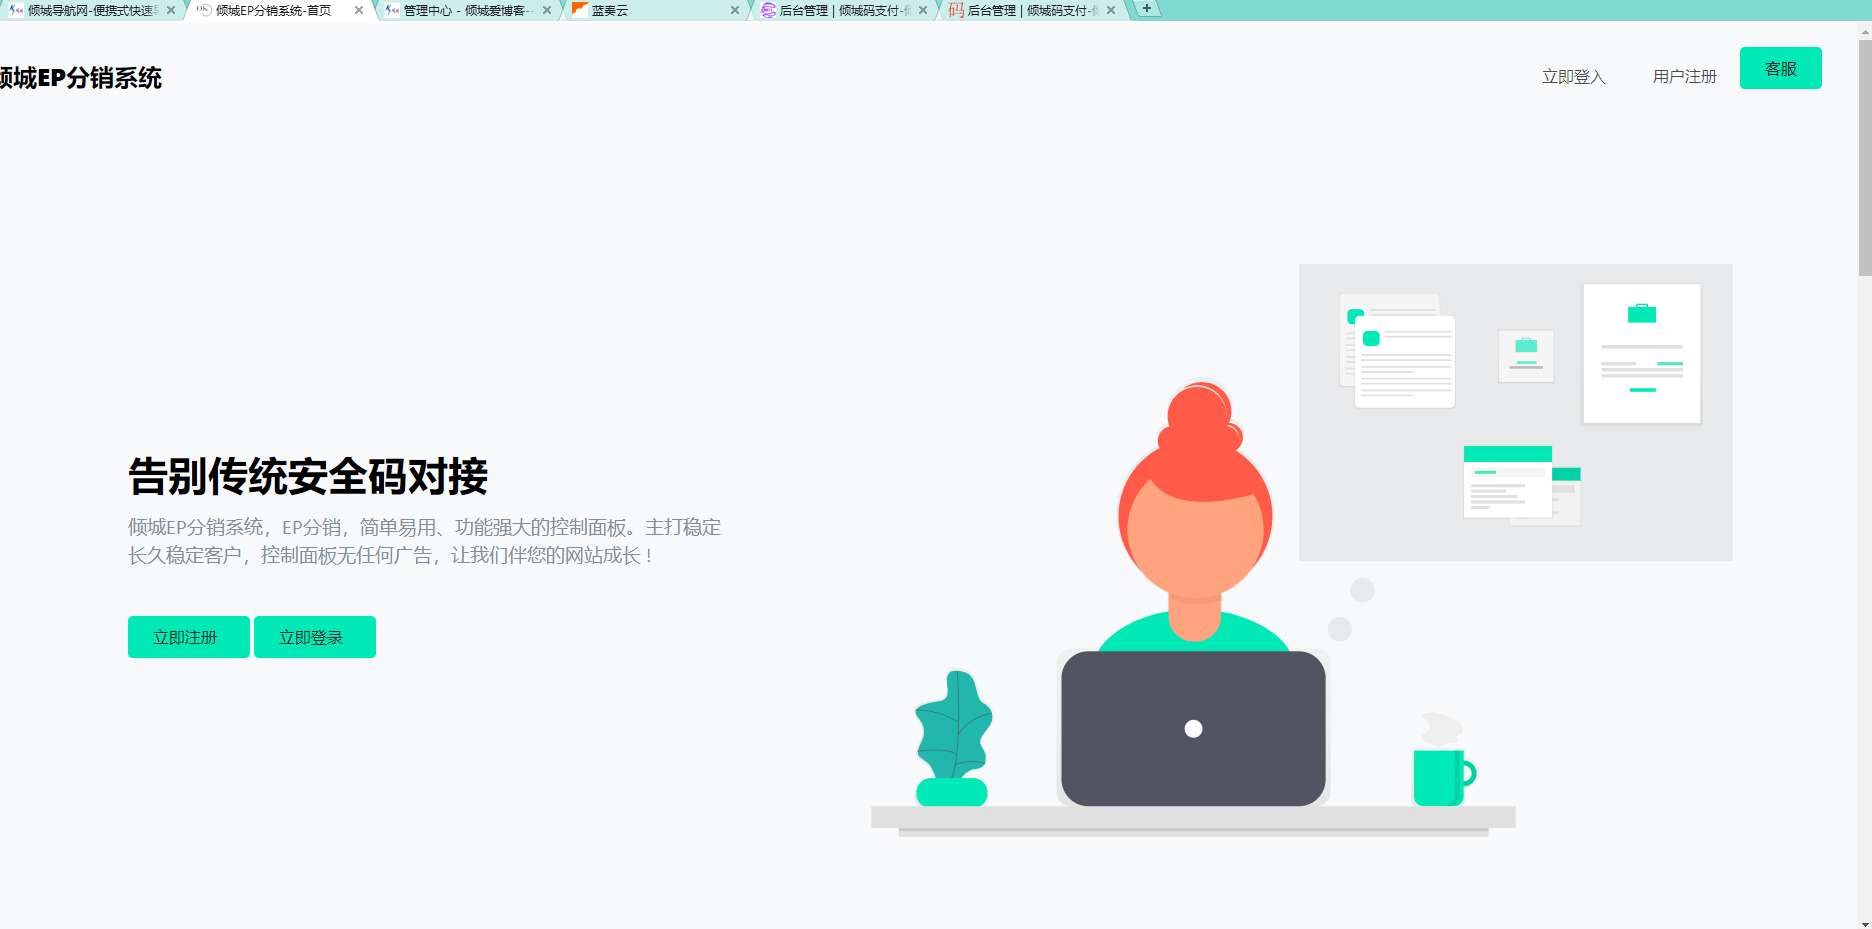 倾城导航网-便携式快速
倾城EP分销系统-首页
管理中心 - 倾城爱博客-
蓝奏云
后台管理 | 倾城码支付-
后台管理 | 倾城码支付-
倾城EP分销系统
立即登入
用户注册
客服
告别传统安全码对接
倾城EP分销系统，EP分销，简单易用、功能强大的控制面板。主打稳定
长久稳定客户，控制面板无任何广告，让我们伴您的网站成长！
立即注册
立即登录